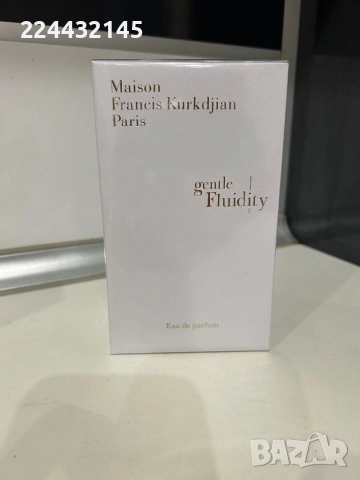 224432145
Maison
Francis Kurkdjian
Paris
gentle
Fluidity
Eau de parfum
BAZAR